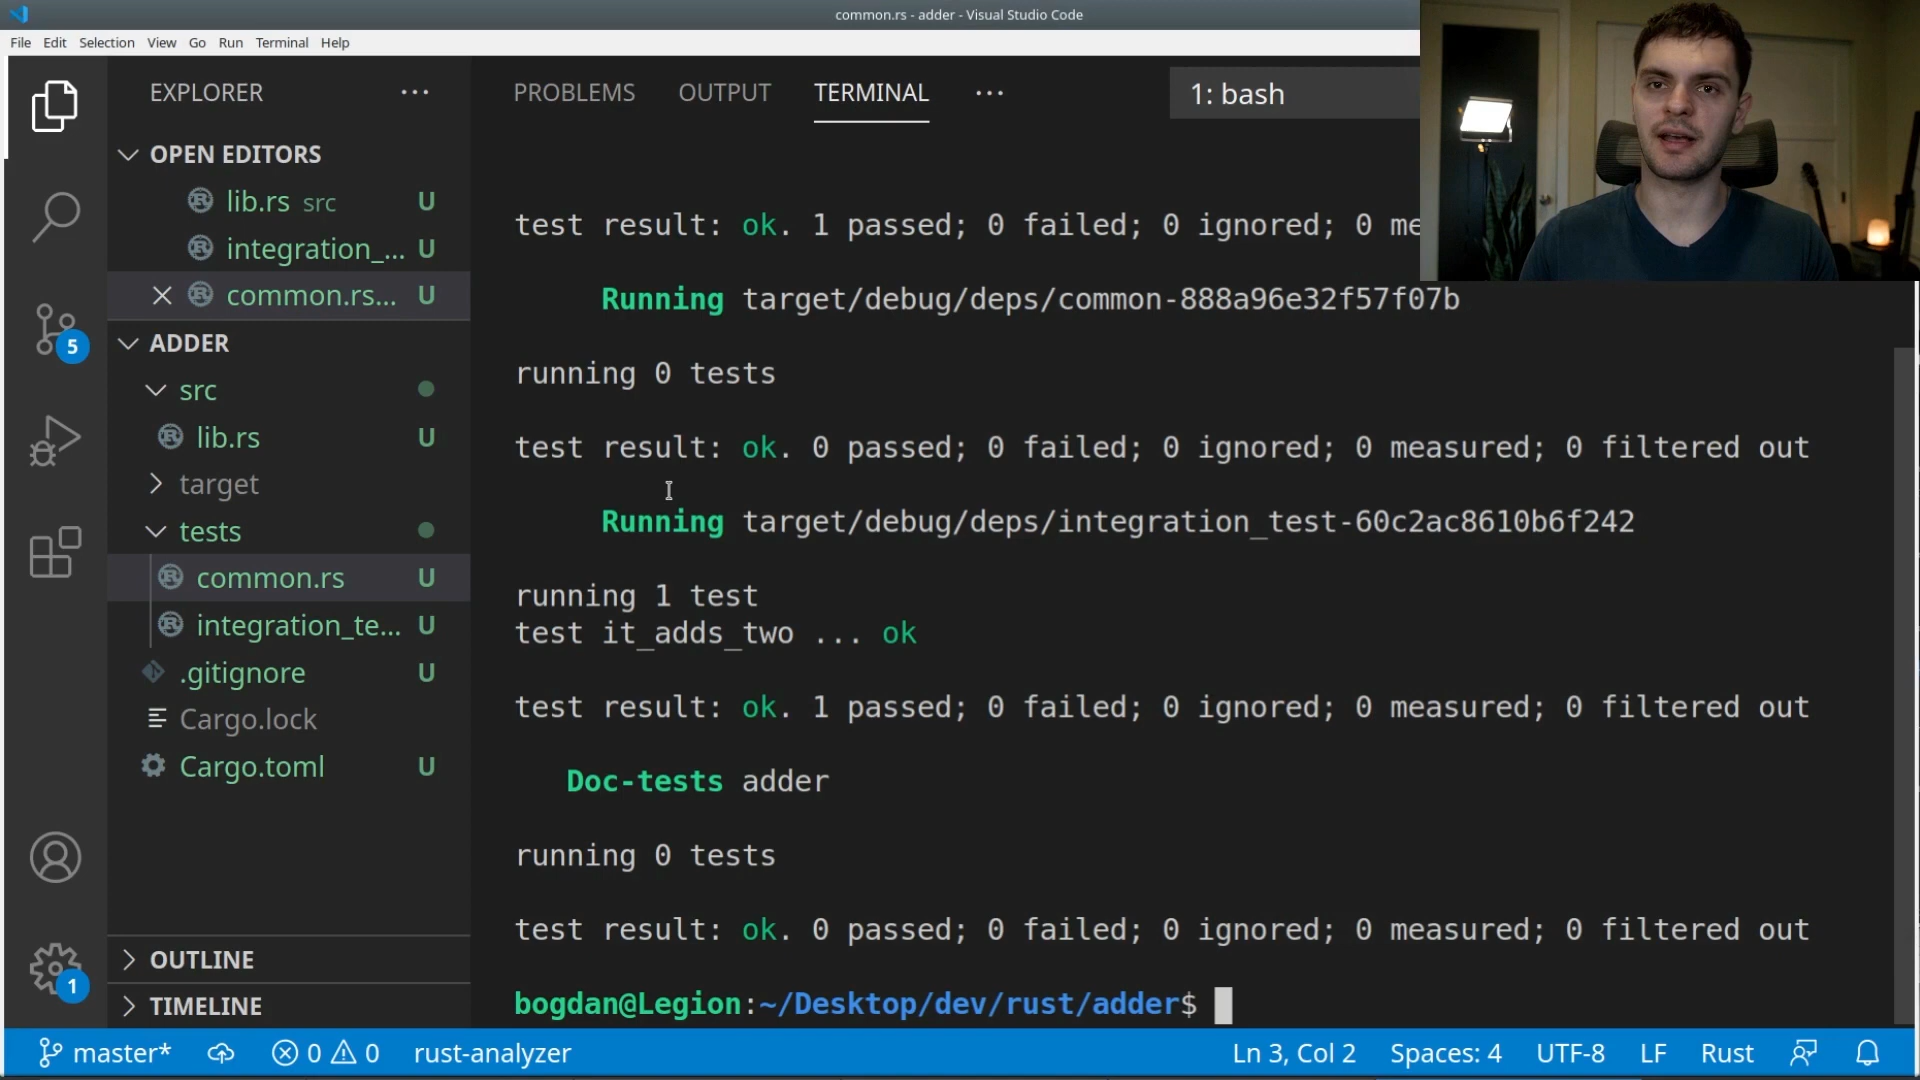 common.rs - adder - Visual Studio Code
File Edit Selection View Go Run Terminal Help
EXPLORER ...
OPEN EDITORS
lib.rs src U
integration_... U
common.rs... U
ADDER
src
lib.rs U
target
tests
common.rs U
integration_te... U
.gitignore U
Cargo.lock
Cargo.toml U
OUTLINE
TIMELINE
5
1
PROBLEMS OUTPUT TERMINAL ... 1: bash
test result: ok. 1 passed; 0 failed; 0 ignored; 0 me
Running target/debug/deps/common-888a96e32f57f07b
running 0 tests
test result: ok. 0 passed; 0 failed; 0 ignored; 0 measured; 0 filtered out
Running target/debug/deps/integration_test-60c2ac8610b6f242
running 1 test
test it_adds_two ... ok
test result: ok. 1 passed; 0 failed; 0 ignored; 0 measured; 0 filtered out
Doc-tests adder
running 0 tests
test result: ok. 0 passed; 0 failed; 0 ignored; 0 measured; 0 filtered out
bogdan@Legion:~/Desktop/dev/rust/adder$
master* 0 0 rust-analyzer Ln 3, Col 2 Spaces: 4 UTF-8 LF Rust